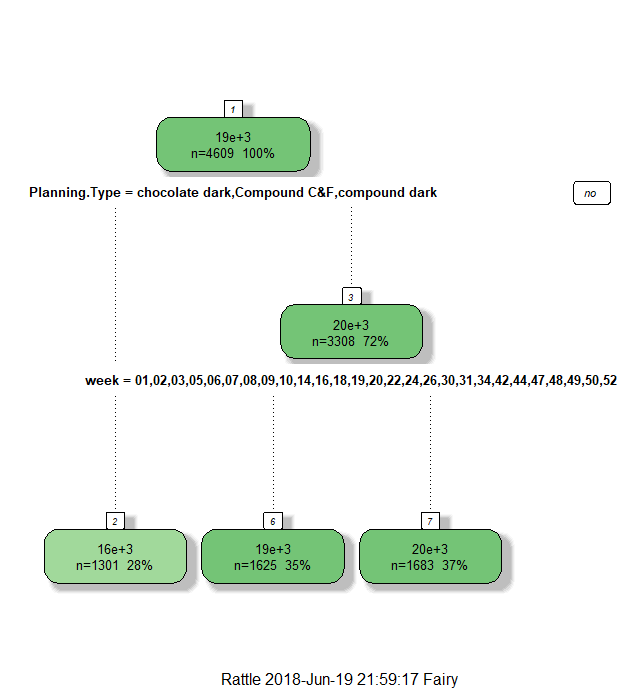 1
19e+3
n=4609 100%
Planning.Type = chocolate dark,Compound C&F,compound dark
no
3
20e+3
n=3308 72%
week = 01,02,03,05,06,07,08,09,10,14,16,18,19,20,22,24,26,30,31,34,42,44,47,48,49,50,52
2
6
7
16e+3
n=1301 28%
19e+3
n=1625 35%
20e+3
n=1683 37%
Rattle 2018-Jun-19 21:59:17 Fairy